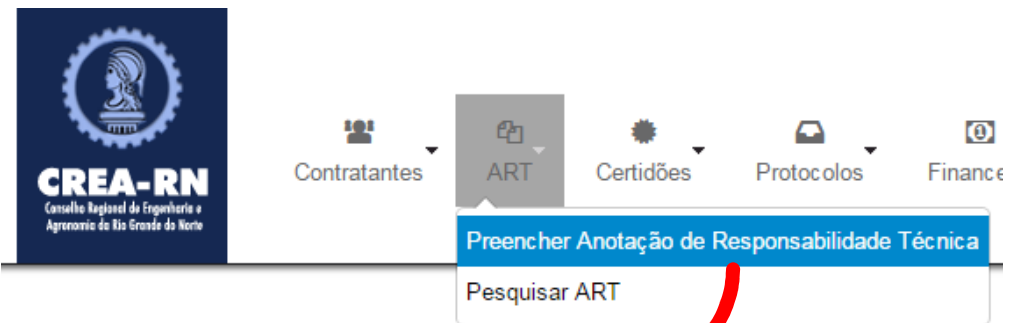 CREA-RN
Conselho Regional de Engenharia e
Agronomia do Rio Grande do Norte
Contratantes
ART
Certidões
Protocolos
Finance
Preencher Anotação de Responsabilidade Técnica
Pesquisar ART